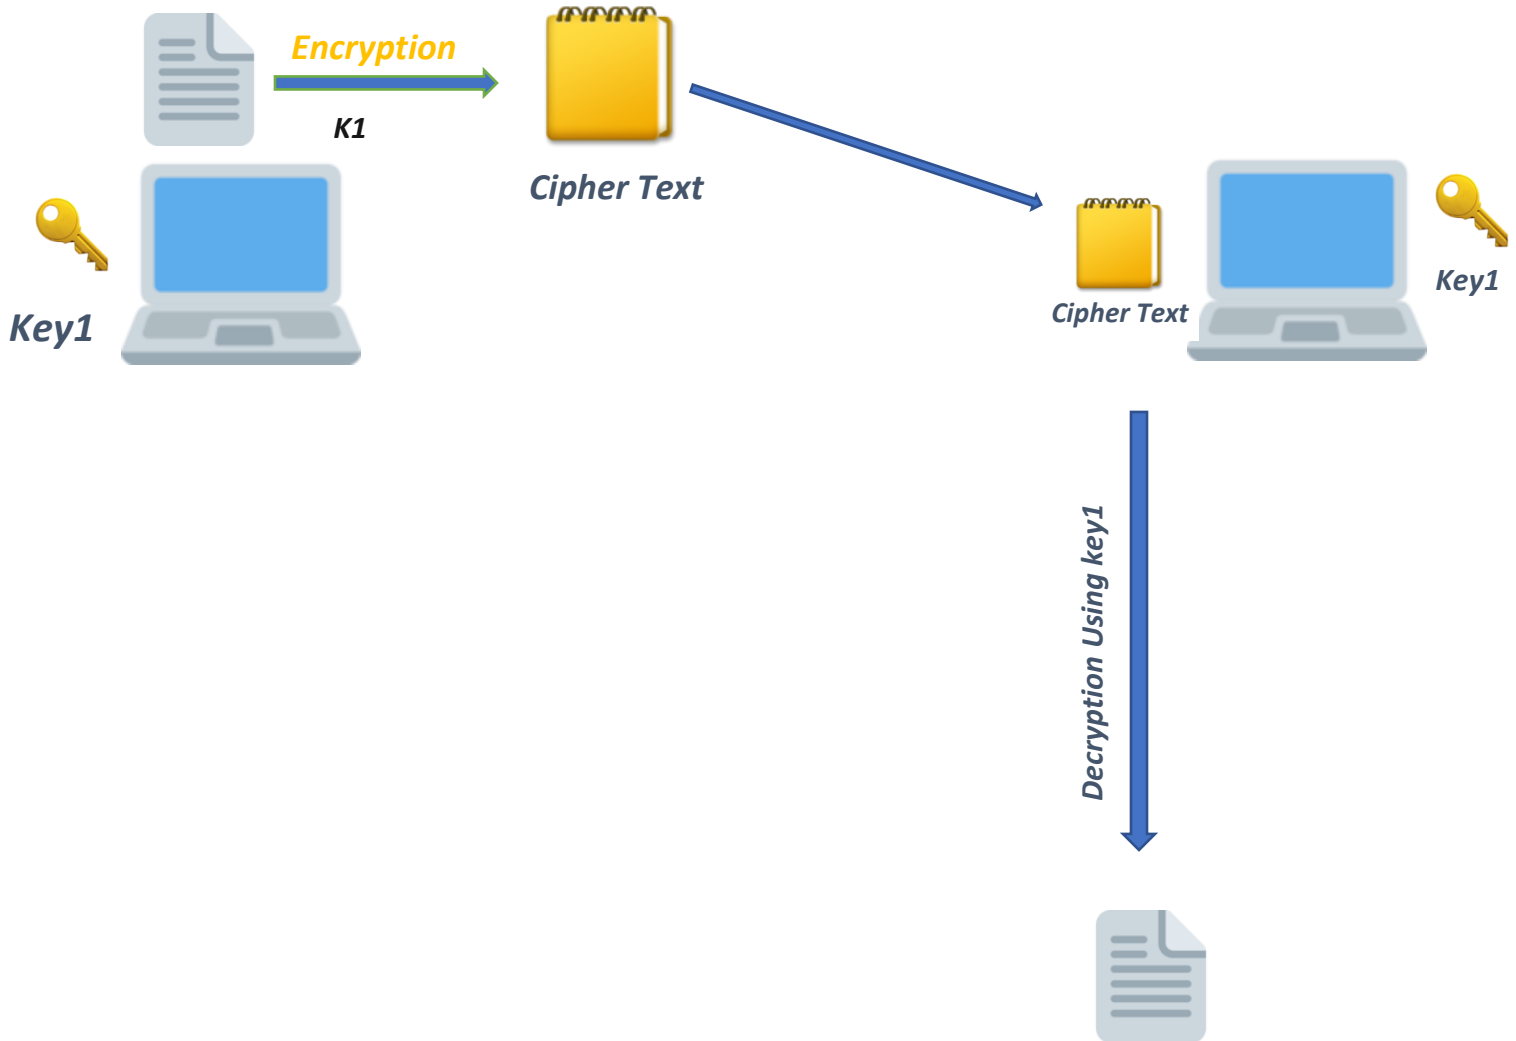 Encryption
K1
Cipher Text
Key1
Cipher Text
Key1
Decryption Using key1